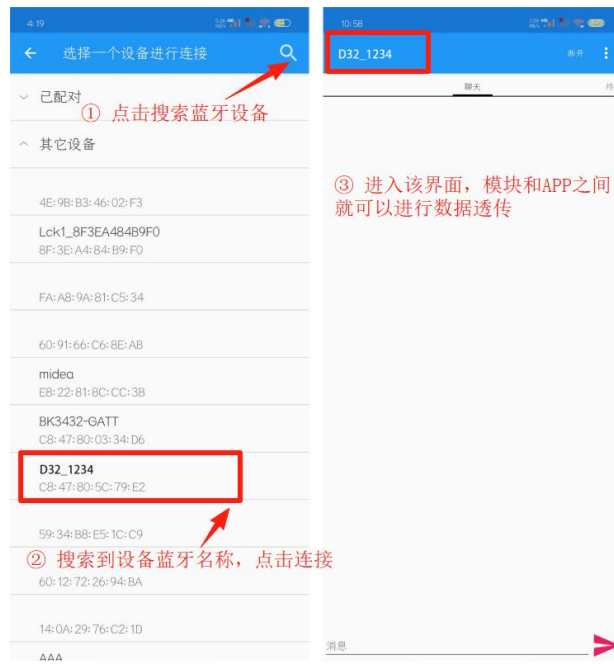 4:19
选择一个设备进行连接
已配对
① 点击搜索蓝牙设备
其它设备
4E:9B:B3:46:02:F3
Lck1_8F3EA484B9F0
8F:3E:A4:84:B9:F0
FA:A8:9A:81:C5:34
60:91:66:C6:8E:AB
midea
E8:22:81:8C:CC:3B
BK3432-GATT
C8:47:80:03:34:D6
D32_1234
C8:47:80:5C:79:E2
59:34:B8:E5:1C:C9
② 搜索到设备蓝牙名称，点击连接
60:12:72:26:94:BA
14:0A:29:76:C2:1D
AAA
10:58
D32_1234
断开
聊天
③ 进入该界面，模块和APP之间
就可以进行数据透传
消息